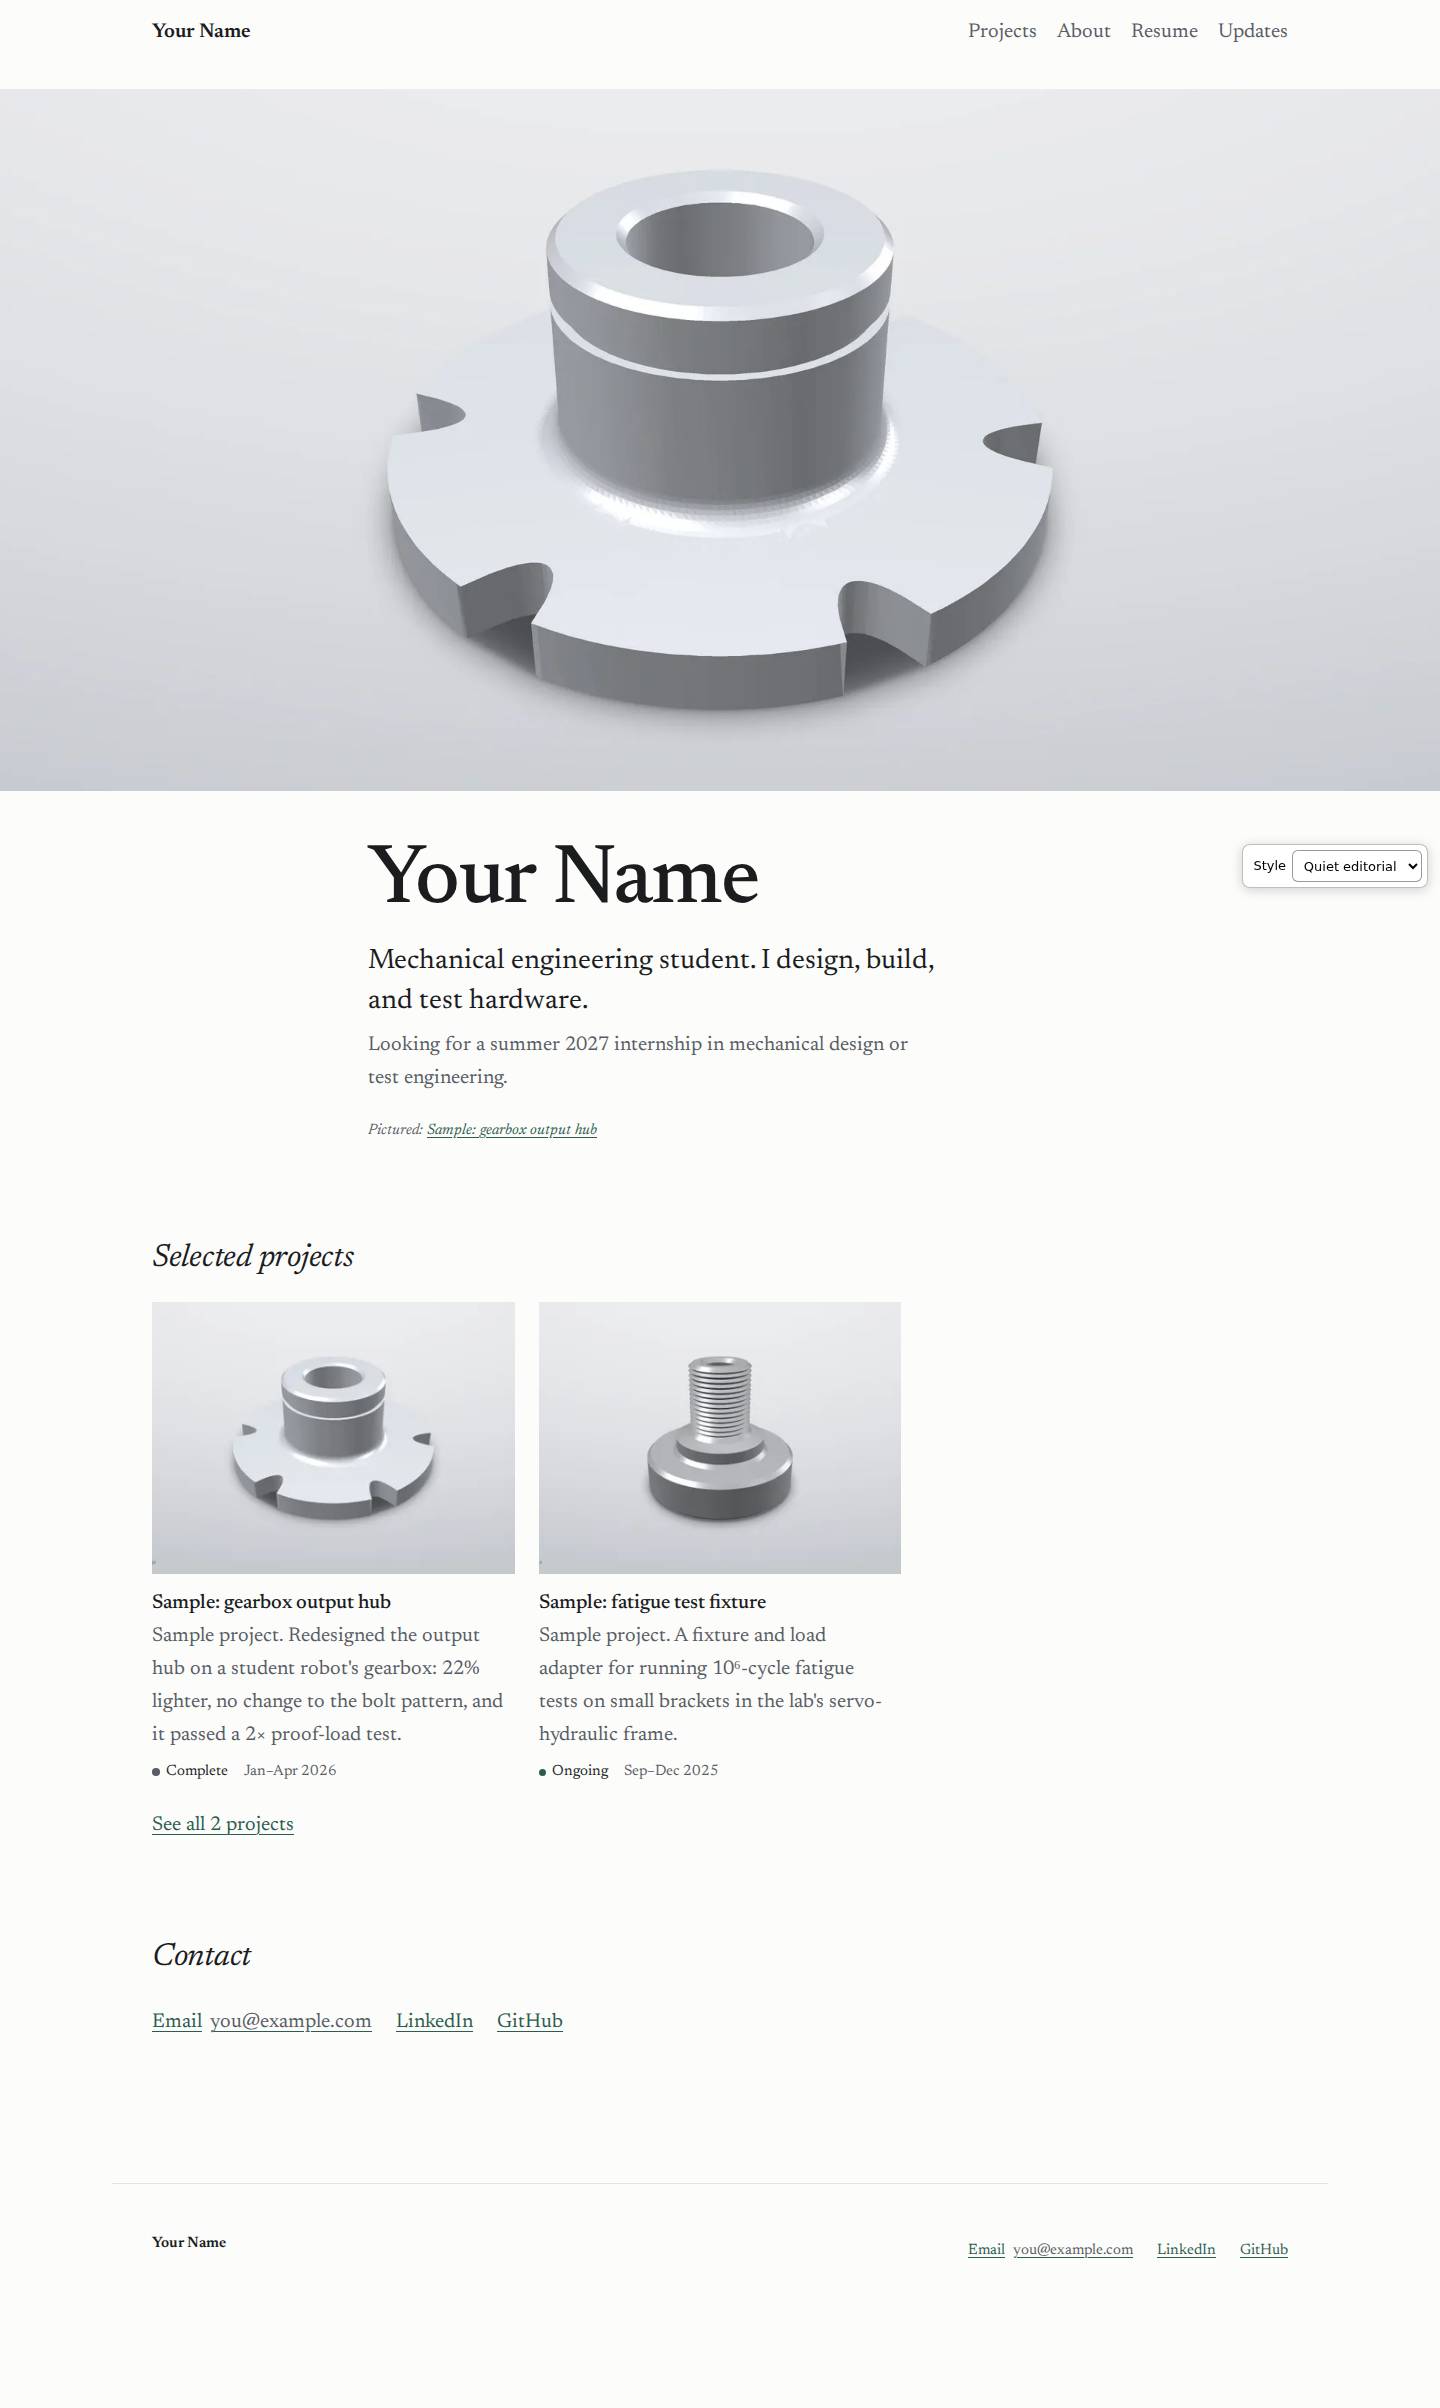 Your Name
Projects About Resume Updates
Your Name
Style Quiet editorial
Mechanical engineering student. I design, build,
and test hardware.
Looking for a summer 2027 internship in mechanical design or
test engineering.
Pictured: Sample: gearbox output hub
Selected projects
Sample: gearbox output hub
Sample project. Redesigned the output
hub on a student robot's gearbox: 22%
lighter, no change to the bolt pattern, and
it passed a 2× proof-load test.
Complete Jan–Apr 2026
Sample: fatigue test fixture
Sample project. A fixture and load
adapter for running 10⁶-cycle fatigue
tests on small brackets in the lab's servo-
hydraulic frame.
Ongoing Sep–Dec 2025
See all 2 projects
Contact
Email you@example.com LinkedIn GitHub
Your Name
Email you@example.com LinkedIn GitHub